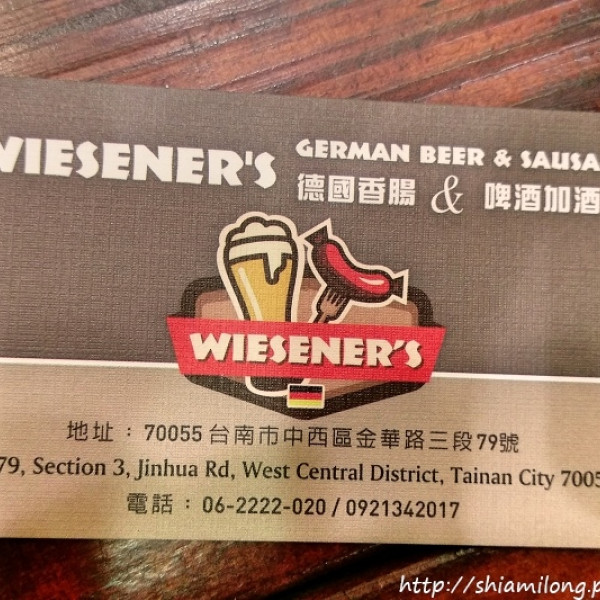 WIESENER'S
GERMAN BEER & SAUSA
德國香腸 & 啤酒加酒
WIESENER'S
地址：70055 台南市中西區金華路三段79號
79, Section 3, Jinhua Rd, West Central District, Tainan City 7005
電話：06-2222-020 / 0921342017
http://shiamilong.p